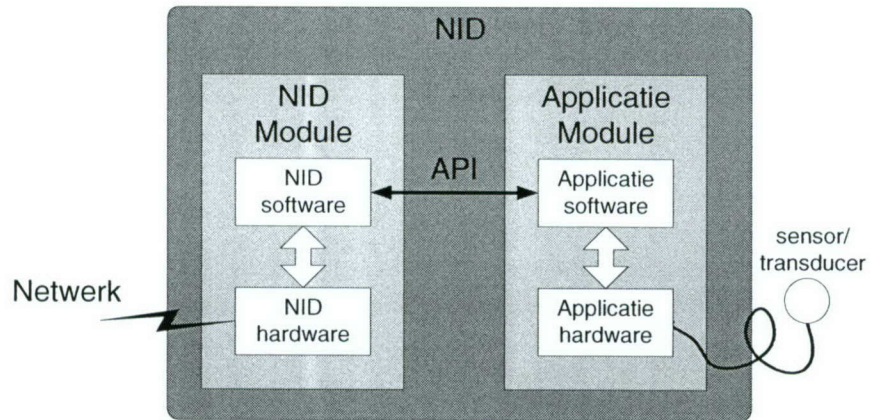 NID
NID
Module
Applicatie
Module
API
NID
software
Applicatie
software
sensor/
transducer
Netwerk
NID
hardware
Applicatie
hardware